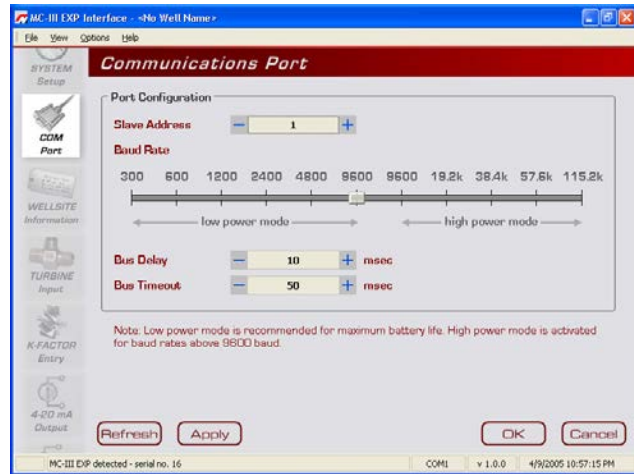 MC-III EXP Interface - <No Well Name>
File View Options Help
SYSTEM
Setup
COM
Port
WELLSITE
Information
TURBINE
Input
K-FACTOR
Entry
4-20 mA
Output
Communications Port
Port Configuration
Slave Address - 1 +
Baud Rate
300 600 1200 2400 4800 9600 9600 19.2k 38.4k 57.6k 115.2k
low power mode high power mode
Bus Delay - 10 + msec
Bus Timeout - 50 + msec
Note: Low power mode is recommended for maximum battery life. High power mode is activated
for baud rates above 9600 baud.
Refresh Apply OK Cancel
MC-III EXP detected - serial no. 16 COM1 v 1.0.0 4/9/2005 10:57:15 PM